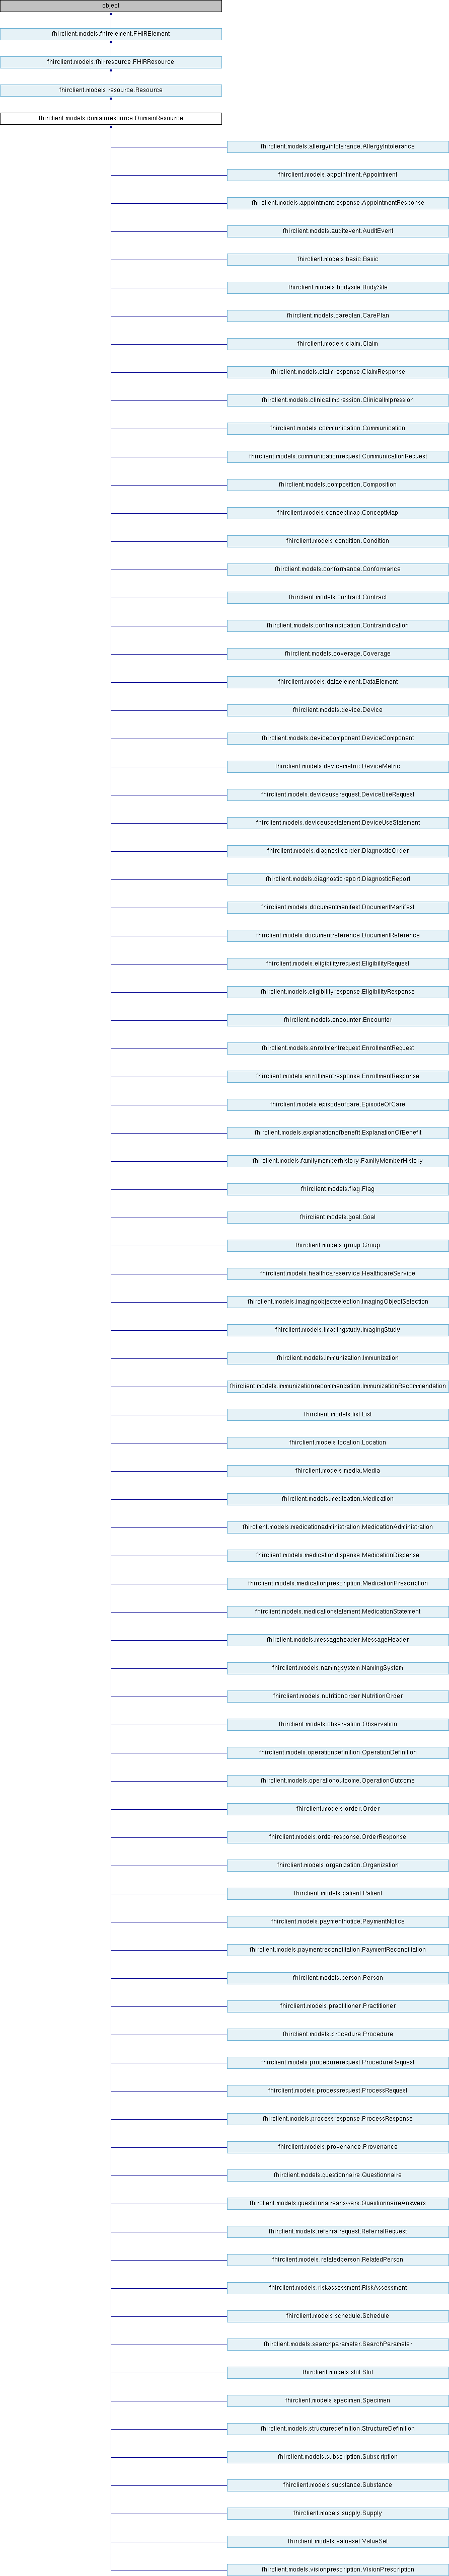 object
fhirclient.models.fhirelement.FHIRElement
fhirclient.models.fhirresource.FHIRResource
fhirclient.models.resource.Resource
fhirclient.models.domainresource.DomainResource
fhirclient.models.allergyintolerance.AllergyIntolerance
fhirclient.models.appointment.Appointment
fhirclient.models.appointmentresponse.AppointmentResponse
fhirclient.models.auditevent.AuditEvent
fhirclient.models.basic.Basic
fhirclient.models.bodysite.BodySite
fhirclient.models.careplan.CarePlan
fhirclient.models.claim.Claim
fhirclient.models.claimresponse.ClaimResponse
fhirclient.models.clinicalimpression.ClinicalImpression
fhirclient.models.communication.Communication
fhirclient.models.communicationrequest.CommunicationRequest
fhirclient.models.composition.Composition
fhirclient.models.conceptmap.ConceptMap
fhirclient.models.condition.Condition
fhirclient.models.conformance.Conformance
fhirclient.models.contract.Contract
fhirclient.models.contraindication.Contraindication
fhirclient.models.coverage.Coverage
fhirclient.models.dataelement.DataElement
fhirclient.models.device.Device
fhirclient.models.devicecomponent.DeviceComponent
fhirclient.models.devicemetric.DeviceMetric
fhirclient.models.deviceuserequest.DeviceUseRequest
fhirclient.models.deviceusestatement.DeviceUseStatement
fhirclient.models.diagnosticorder.DiagnosticOrder
fhirclient.models.diagnosticreport.DiagnosticReport
fhirclient.models.documentmanifest.DocumentManifest
fhirclient.models.documentreference.DocumentReference
fhirclient.models.eligibilityrequest.EligibilityRequest
fhirclient.models.eligibilityresponse.EligibilityResponse
fhirclient.models.encounter.Encounter
fhirclient.models.enrollmentrequest.EnrollmentRequest
fhirclient.models.enrollmentresponse.EnrollmentResponse
fhirclient.models.episodeofcare.EpisodeOfCare
fhirclient.models.explanationofbenefit.ExplanationOfBenefit
fhirclient.models.familymemberhistory.FamilyMemberHistory
fhirclient.models.flag.Flag
fhirclient.models.goal.Goal
fhirclient.models.group.Group
fhirclient.models.healthcareservice.HealthcareService
fhirclient.models.imagingobjectselection.ImagingObjectSelection
fhirclient.models.imagingstudy.ImagingStudy
fhirclient.models.immunization.Immunization
fhirclient.models.immunizationrecommendation.ImmunizationRecommendation
fhirclient.models.list.List
fhirclient.models.location.Location
fhirclient.models.media.Media
fhirclient.models.medication.Medication
fhirclient.models.medicationadministration.MedicationAdministration
fhirclient.models.medicationdispense.MedicationDispense
fhirclient.models.medicationprescription.MedicationPrescription
fhirclient.models.medicationstatement.MedicationStatement
fhirclient.models.messageheader.MessageHeader
fhirclient.models.namingsystem.NamingSystem
fhirclient.models.nutritionorder.NutritionOrder
fhirclient.models.observation.Observation
fhirclient.models.operationdefinition.OperationDefinition
fhirclient.models.operationoutcome.OperationOutcome
fhirclient.models.order.Order
fhirclient.models.orderresponse.OrderResponse
fhirclient.models.organization.Organization
fhirclient.models.patient.Patient
fhirclient.models.paymentnotice.PaymentNotice
fhirclient.models.paymentreconciliation.PaymentReconciliation
fhirclient.models.person.Person
fhirclient.models.practitioner.Practitioner
fhirclient.models.procedure.Procedure
fhirclient.models.procedurerequest.ProcedureRequest
fhirclient.models.processrequest.ProcessRequest
fhirclient.models.processresponse.ProcessResponse
fhirclient.models.provenance.Provenance
fhirclient.models.questionnaire.Questionnaire
fhirclient.models.questionnaireanswers.QuestionnaireAnswers
fhirclient.models.referralrequest.ReferralRequest
fhirclient.models.relatedperson.RelatedPerson
fhirclient.models.riskassessment.RiskAssessment
fhirclient.models.schedule.Schedule
fhirclient.models.searchparameter.SearchParameter
fhirclient.models.slot.Slot
fhirclient.models.specimen.Specimen
fhirclient.models.structuredefinition.StructureDefinition
fhirclient.models.subscription.Subscription
fhirclient.models.substance.Substance
fhirclient.models.supply.Supply
fhirclient.models.valueset.ValueSet
fhirclient.models.visionprescription.VisionPrescription